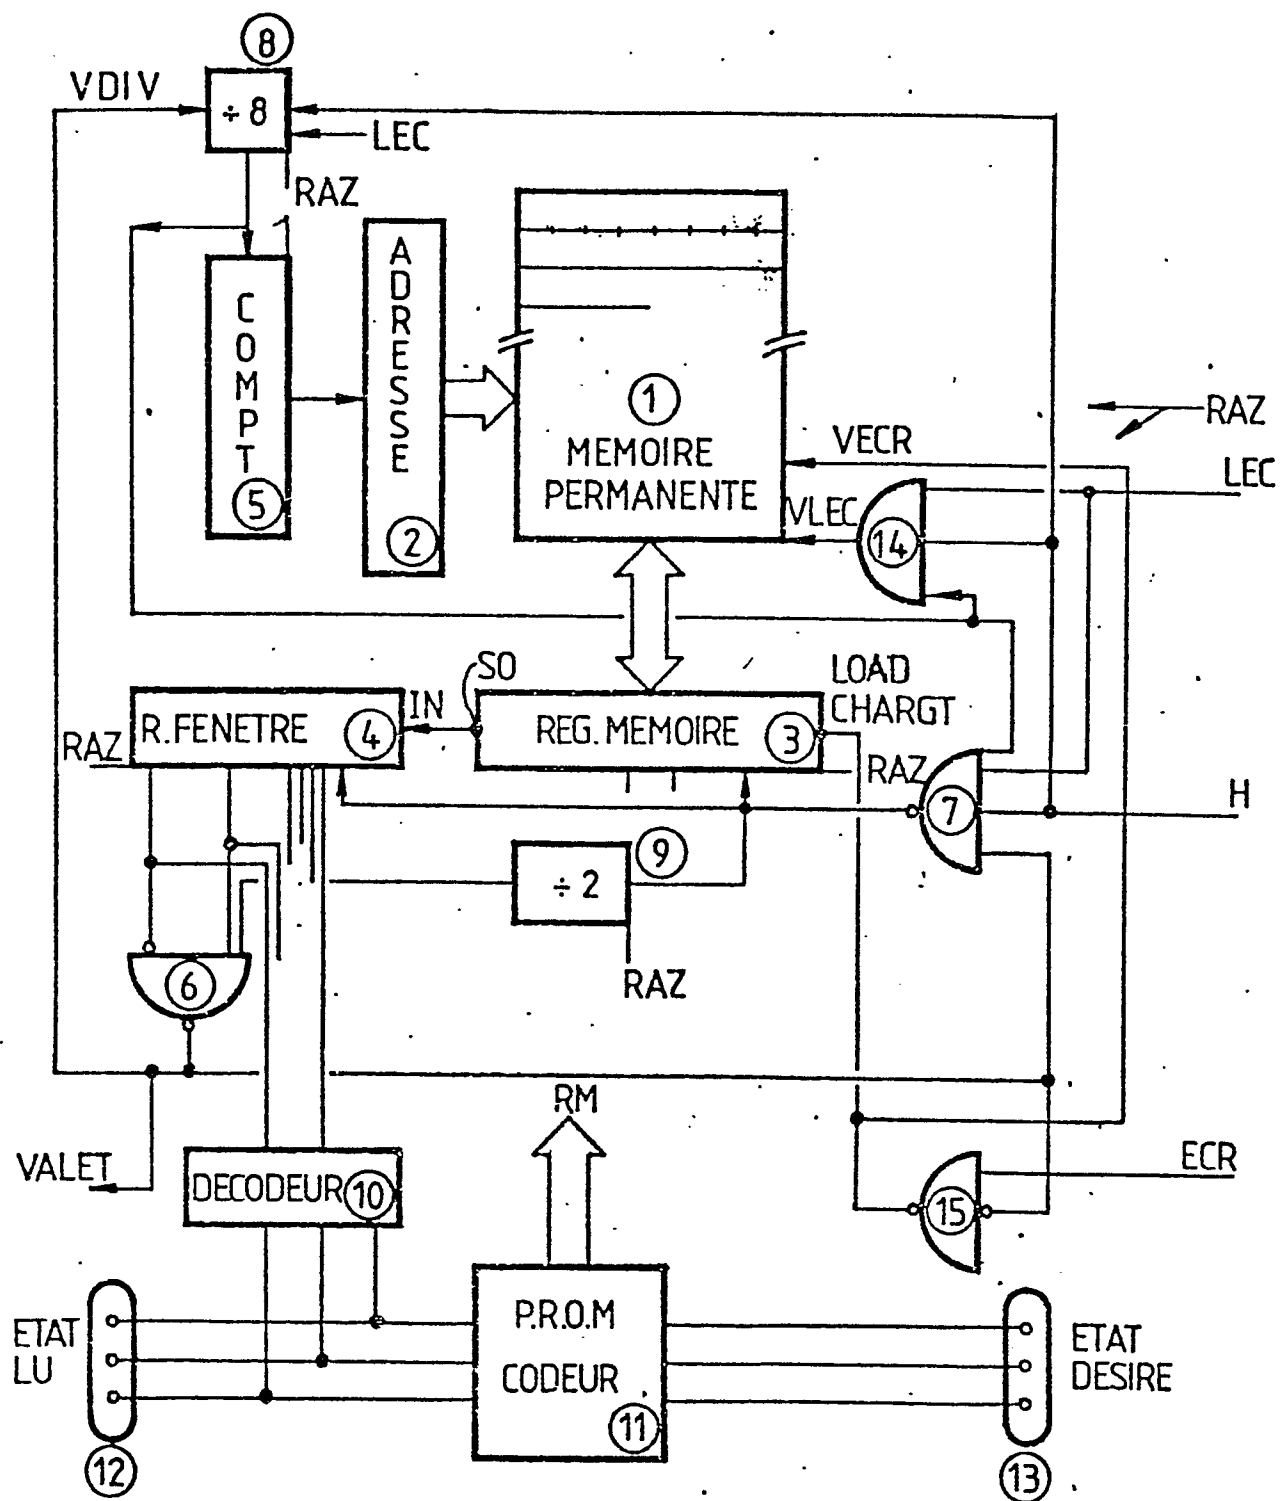 8
VDIV
÷ 8
LEC
RAZ
COMPT
5
ADRESSE
2
1
MEMOIRE
PERMANENTE
VECR
VLEC
14
RAZ
LEC
SO
IN
R.FENETRE
4
RAZ
REG. MEMOIRE
3
LOAD
CHARGT
RAZ
7
H
÷ 2
9
RAZ
6
VALET
RM
DECODEUR
10
ECR
15
ETAT
LU
12
P.R.O.M
CODEUR
11
ETAT
DESIRE
13